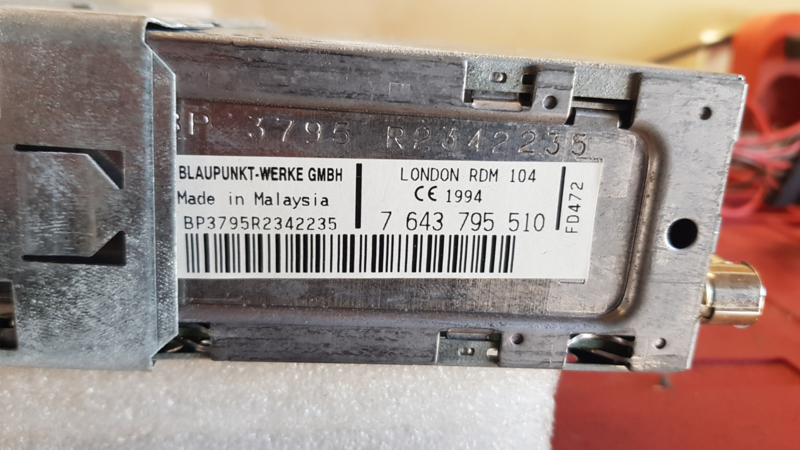 BP 3795 R2342235
BLAUPUNKT-WERKE GMBH
Made in Malaysia
BP3795R2342235
LONDON RDM 104
CE 1994
7 643 795 510
FD472